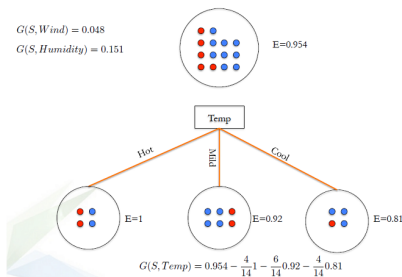 G(S, Wind) = 0.048
G(S, Humidity) = 0.151
E=0.954
Temp
Hot
Mild
Cool
E=1
E=0.92
E=0.81
G(S, Temp) = 0.954 − 4/14 1 − 6/14 0.92 − 4/14 0.81